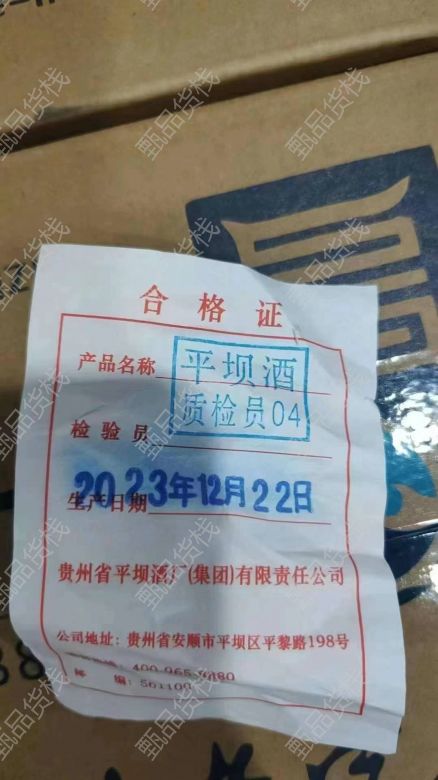 合格证
产品名称 平坝酒
检验员 质检员04
生产日期 2023年12月22日
贵州省平坝酒厂(集团)有限责任公司
公司地址：贵州省安顺市平坝区平黎路198号
编：561100
甄品货栈